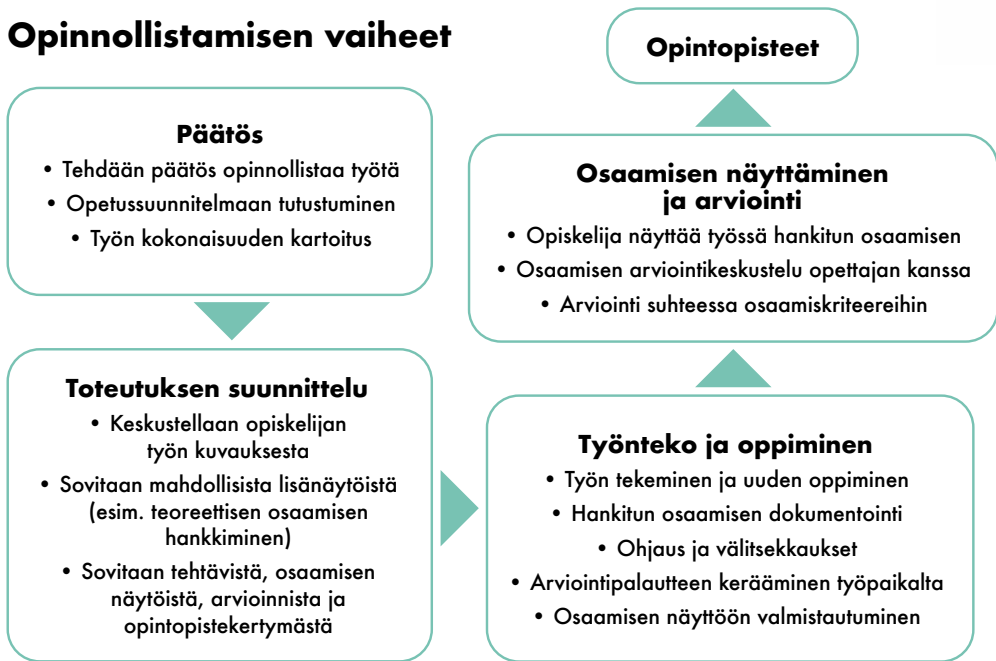 Opinnollistamisen vaiheet
Päätös
• Tehdään päätös opinnollistaa työtä
• Opetussuunnitelmaan tutustuminen
• Työn kokonaisuuden kartoitus
Toteutuksen suunnittelu
• Keskustellaan opiskelijan
työn kuvauksesta
• Sovitaan mahdollisista lisänäytöistä
(esim. teoreettisen osaamisen
hankkiminen)
• Sovitaan tehtävistä, osaamisen
näytöistä, arvioinnista ja
opintopistekertymästä
Työnteko ja oppiminen
• Työn tekeminen ja uuden oppiminen
• Hankitun osaamisen dokumentointi
• Ohjaus ja välitsekkaukset
• Arviointipalautteen kerääminen työpaikalta
• Osaamisen näyttöön valmistautuminen
Osaamisen näyttäminen
ja arviointi
• Opiskelija näyttää työssä hankitun osaamisen
• Osaamisen arviointikeskustelu opettajan kanssa
• Arviointi suhteessa osaamiskriteereihin
Opintopisteet